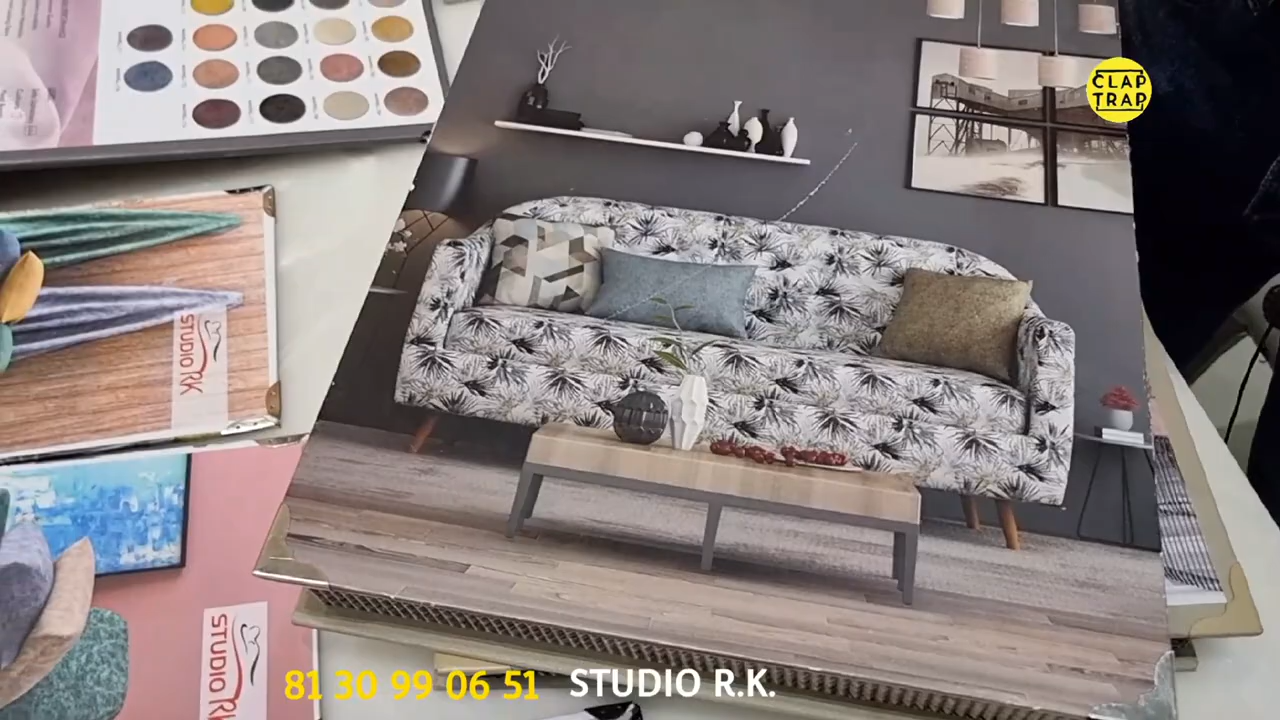 CLAP
TRAP
STUDIO RK
STUDIO RK
81 30 99 06 51 STUDIO R.K.